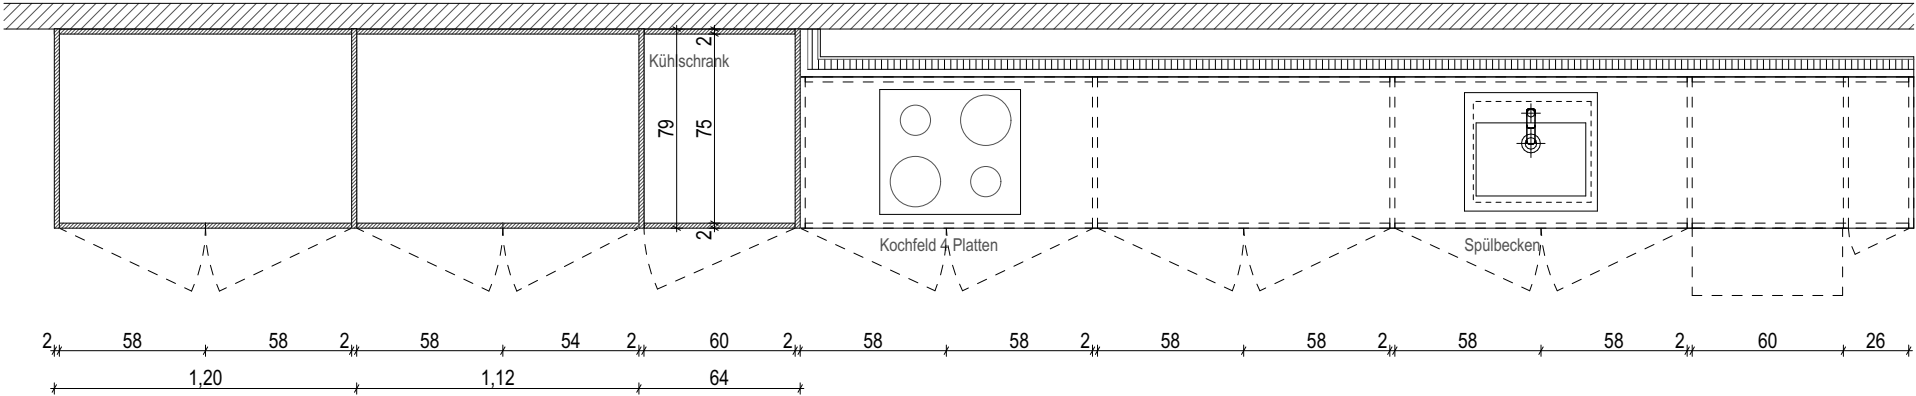 Kühlschrank
2
79
75
2
Kochfeld 4 Platten
Spülbecken
2 58 58 2 58 54 2 60 2 58 58 2 58 58 2 58 58 2 60 26
1,20 1,12 64